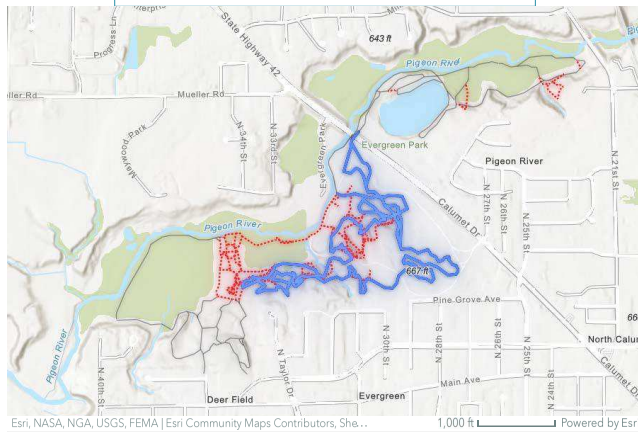 Progress Ln
State Highway 42
643 ft
Pigeon Rivd
Mueller Rd
N 34th St
N 33rd St
Maywood Park
Evergreen Park
Evergreen Park
Pigeon River
N 21st St
Calumet Dr
N 27th St
N 26th St
N 25th St
N 24th St
Pigeon River
667 ft
Pine Grove Ave
Pigeon River
N 40th St
N Taylor Dr
N 30th St
N 28th St
N 25th St
N 24th St
North Calu
Calumet Dr
Main Ave
Deer Field
Evergreen
Esri, NASA, NGA, USGS, FEMA | Esri Community Maps Contributors, She...
1,000 ft
Powered by Esri